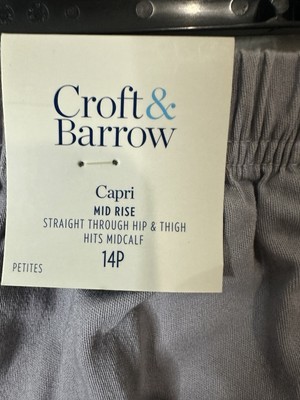 Croft&
Barrow
Capri
MID RISE
STRAIGHT THROUGH HIP & THIGH
HITS MIDCALF
14P
PETITES